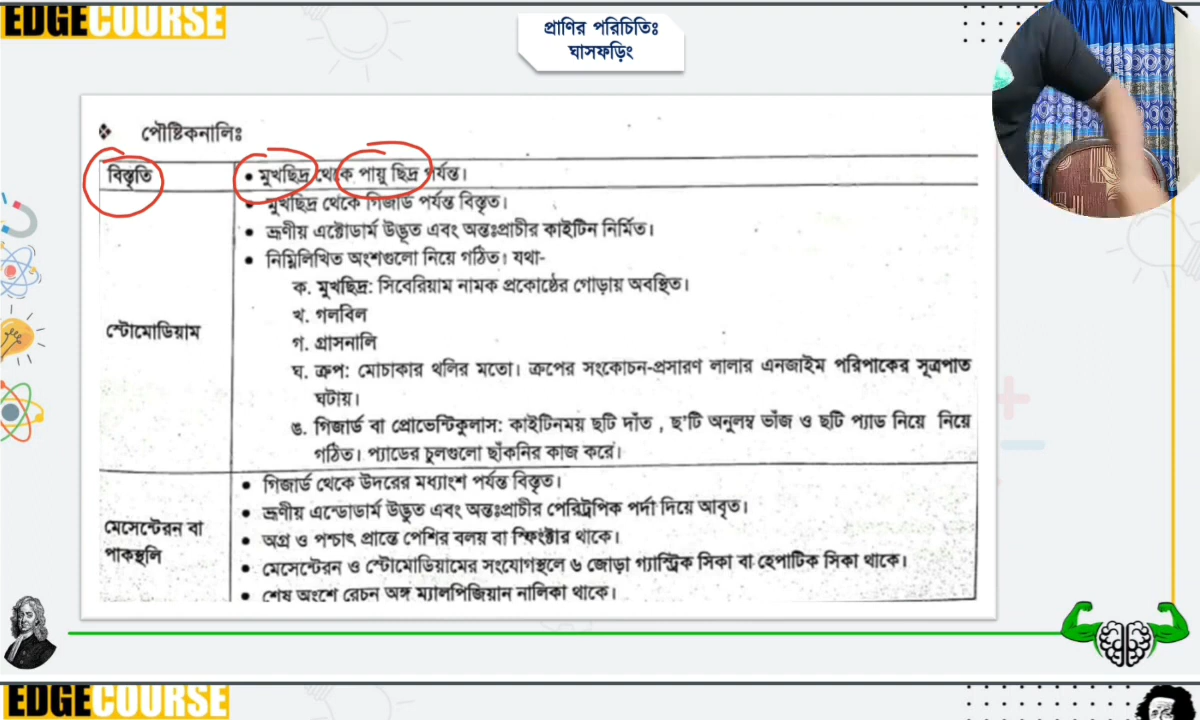 EDGECOURSE
প্রাণির পরিচিতিঃ
ঘাসফড়িং
❖ পৌষ্টিকনালিঃ
বিস্তৃতি
• মুখছিদ্র থেকে পায়ু ছিদ্র পর্যন্ত।
স্টোমোডিয়াম
• মুখছিদ্র থেকে গিজার্ড পর্যন্ত বিস্তৃত।
• ভ্রূণীয় এক্টোডার্ম উদ্ভূত এবং অন্তঃপ্রাচীর কাইটিন নির্মিত।
• নিম্নিলিখিত অংশগুলো নিয়ে গঠিত। যথা-
ক. মুখছিদ্র: সিবেরিয়াম নামক প্রকোষ্ঠের গোড়ায় অবস্থিত।
খ. গলবিল
গ. গ্রাসনালি
ঘ. ক্রপ: মোচাকার থলির মতো। ক্রপের সংকোচন-প্রসারণ লালার এনজাইম পরিপাকের সূত্রপাত
ঘটায়।
ঙ. গিজার্ড বা প্রোভেন্টিকুলাস: কাইটিনময় ছটি দাঁত , ছ'টি অনুলম্ব ভাঁজ ও ছটি প্যাড নিয়ে নিয়ে
গঠিত। প্যাডের চুলগুলো ছাঁকনির কাজ করে।
মেসেন্টেরন বা
পাকস্থলি
• গিজার্ড থেকে উদরের মধ্যাংশ পর্যন্ত বিস্তৃত।
• ভ্রূণীয় এন্ডোডার্ম উদ্ভূত এবং অন্তঃপ্রাচীর পেরিট্রপিক পর্দা দিয়ে আবৃত।
• অগ্র ও পশ্চাৎ প্রান্তে পেশির বলয় বা স্ফিংক্টার থাকে।
• মেসেন্টেরন ও স্টোমোডিয়ামের সংযোগস্থলে ৬ জোড়া গ্যাস্ট্রিক সিকা বা হেপাটিক সিকা থাকে।
• শেষ অংশে রেচন অঙ্গ ম্যালপিজিয়ান নালিকা থাকে।
EDGECOURSE